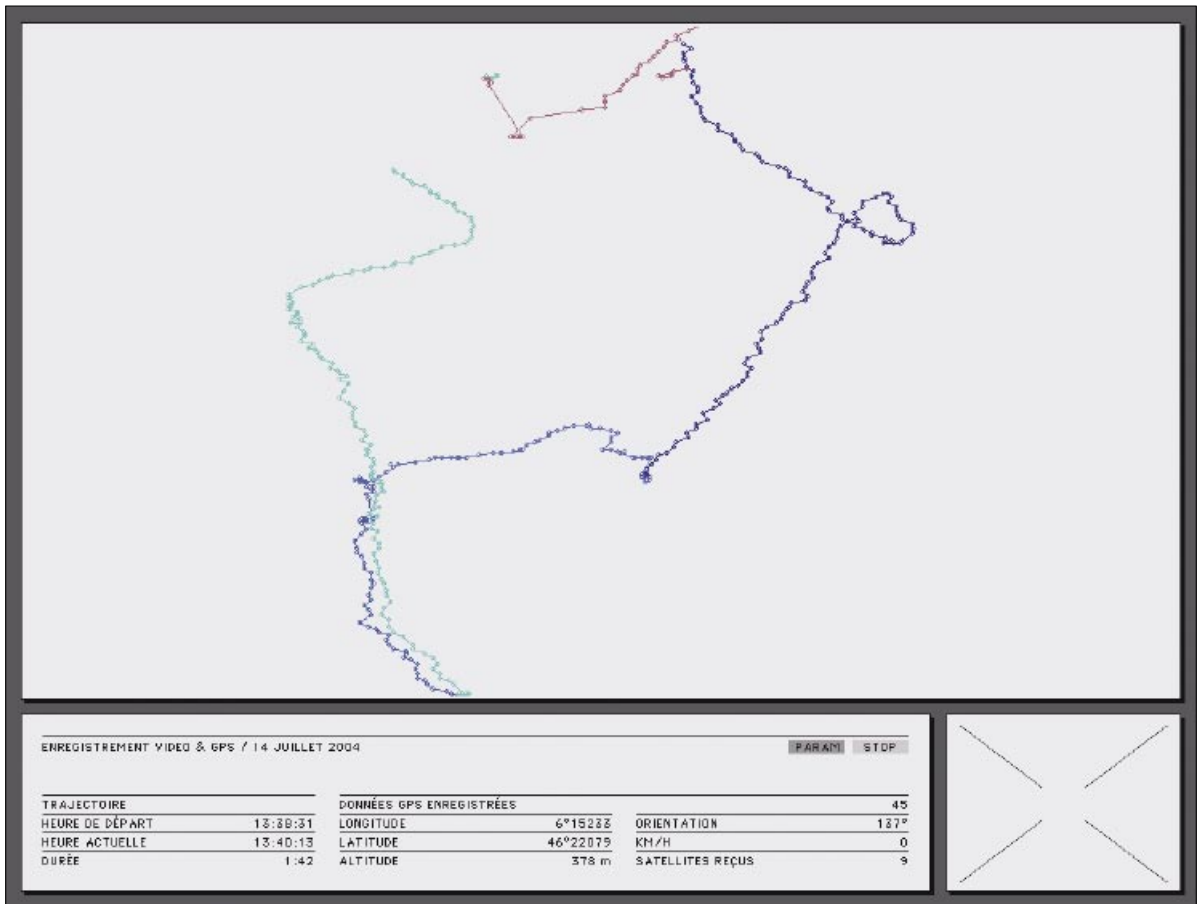 ENREGISTREMENT VIDEO & GPS / 14 JUILLET 2004 PARAM STOP
TRAJECTOIRE DONNÉES GPS ENREGISTRÉES 45
HEURE DE DÉPART 13:38:31 LONGITUDE 6°15233 ORIENTATION 137°
HEURE ACTUELLE 13:40:13 LATITUDE 46°22079 KM/H 0
DURÉE 1:42 ALTITUDE 378 m SATELLITES REÇUS 9